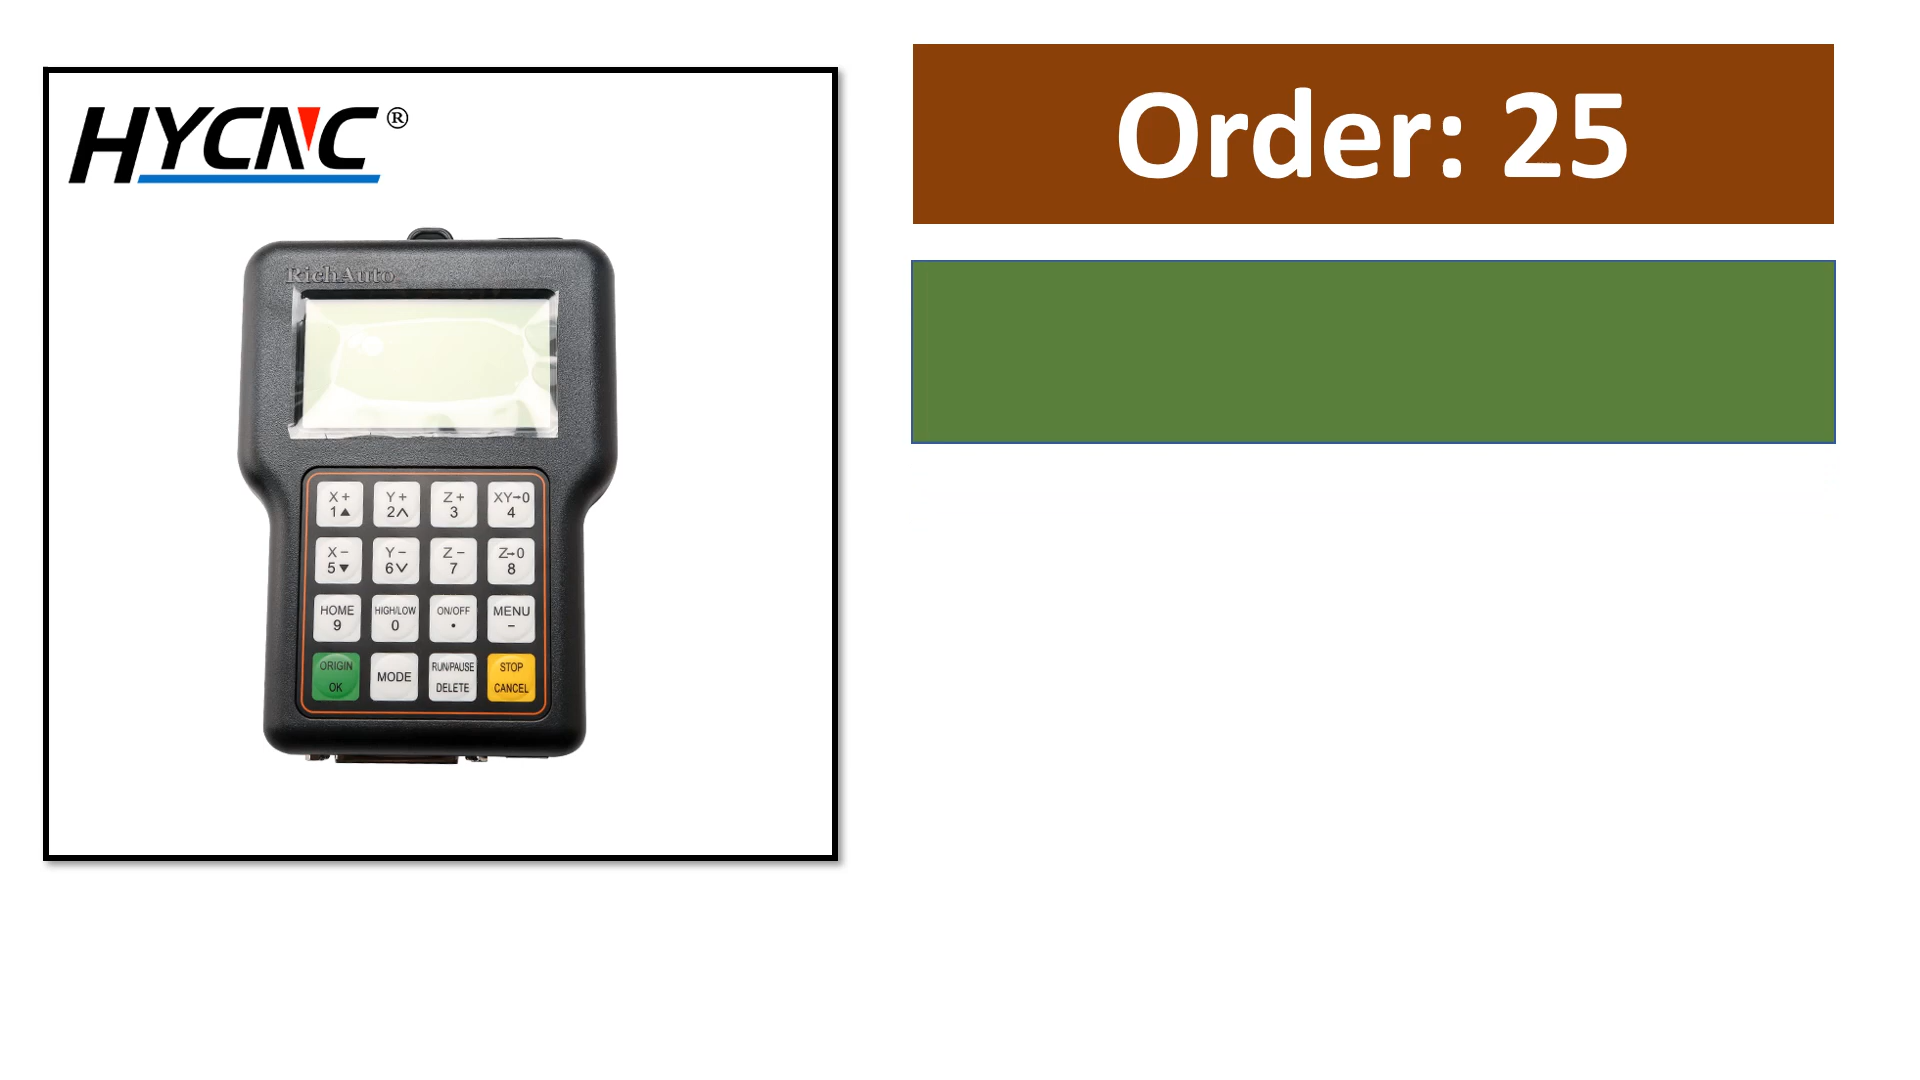 HYCNC®
Order: 25
RichAuto
X+ Y+ Z+ XY→0
1▲ 2∧ 3 4
X− Y− Z− Z→0
5▼ 6∨ 7 8
HOME HIGH/LOW ON/OFF MENU
9 0 • −
ORIGIN MODE RUN/PAUSE STOP
OK DELETE CANCEL